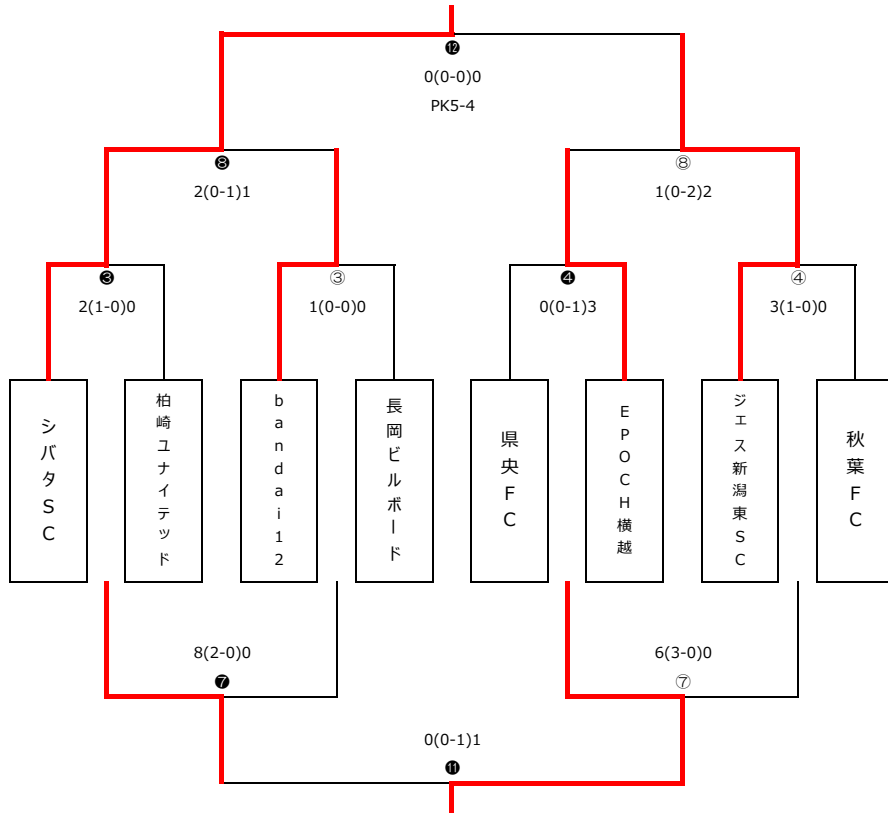 ⓬
0(0-0)0
PK5-4
❽
2(0-1)1
⑧
1(0-2)2
❸
2(1-0)0
③
1(0-0)0
❹
0(0-1)3
④
3(1-0)0
シバタSC
柏崎ユナイテッド
bandai12
長岡ビルボード
県央FC
EPOCH横越
ジェス新潟東SC
秋葉FC
8(2-0)0
❼
6(3-0)0
⑦
0(0-1)1
⓫